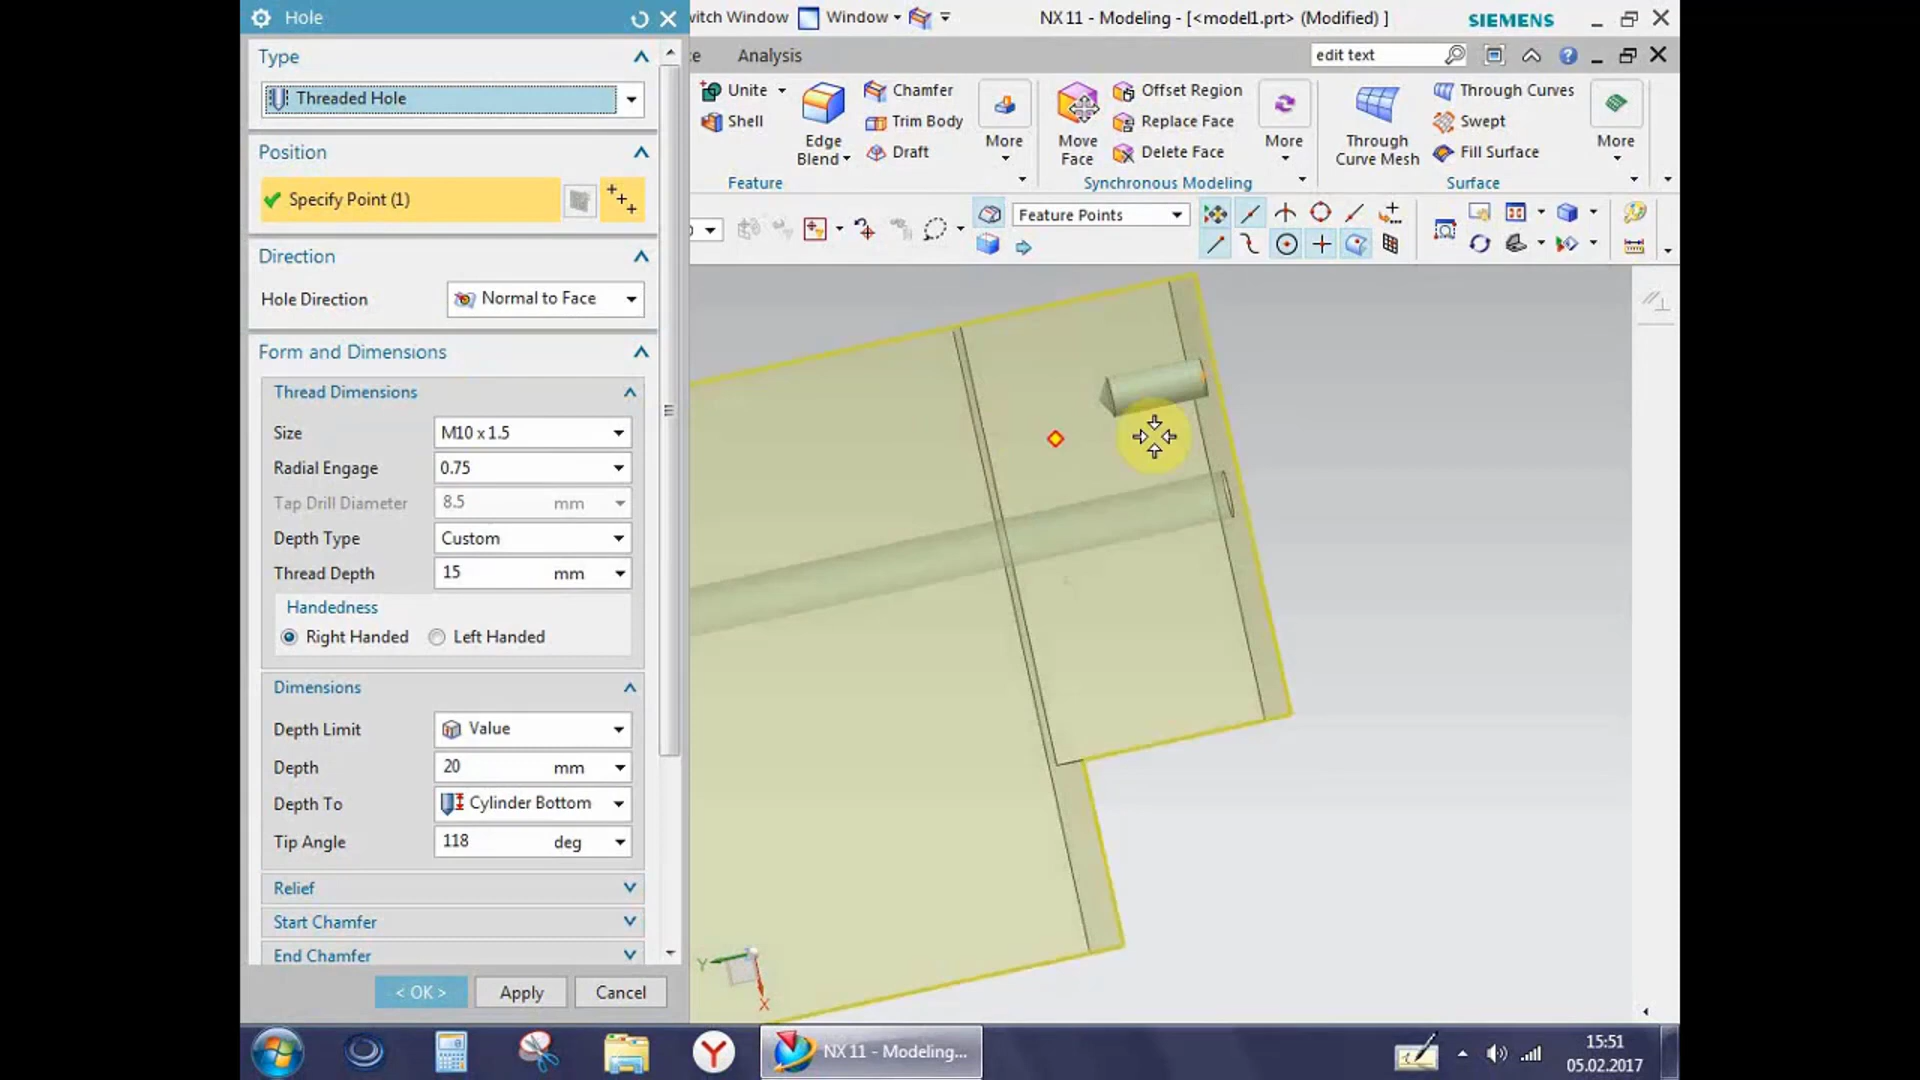 Hole
witch Window
Window
NX 11 - Modeling - [<model1.prt> (Modified) ]
SIEMENS
Analysis
edit text
Type
Threaded Hole
Position
Specify Point (1)
Direction
Hole Direction
Normal to Face
Form and Dimensions
Thread Dimensions
Size
M10 x 1.5
Radial Engage
0.75
Tap Drill Diameter
8.5 mm
Depth Type
Custom
Thread Depth
15 mm
Handedness
Right Handed
Left Handed
Dimensions
Depth Limit
Value
Depth
20 mm
Depth To
Cylinder Bottom
Tip Angle
118 deg
Relief
Start Chamfer
End Chamfer
< OK >
Apply
Cancel
Unite
Shell
Edge
Blend
Chamfer
Trim Body
Draft
More
Feature
Move
Face
Offset Region
Replace Face
Delete Face
More
Synchronous Modeling
Through
Curve Mesh
Through Curves
Swept
Fill Surface
More
Surface
Feature Points
Y
X
NX 11 - Modeling...
15:51
05.02.2017